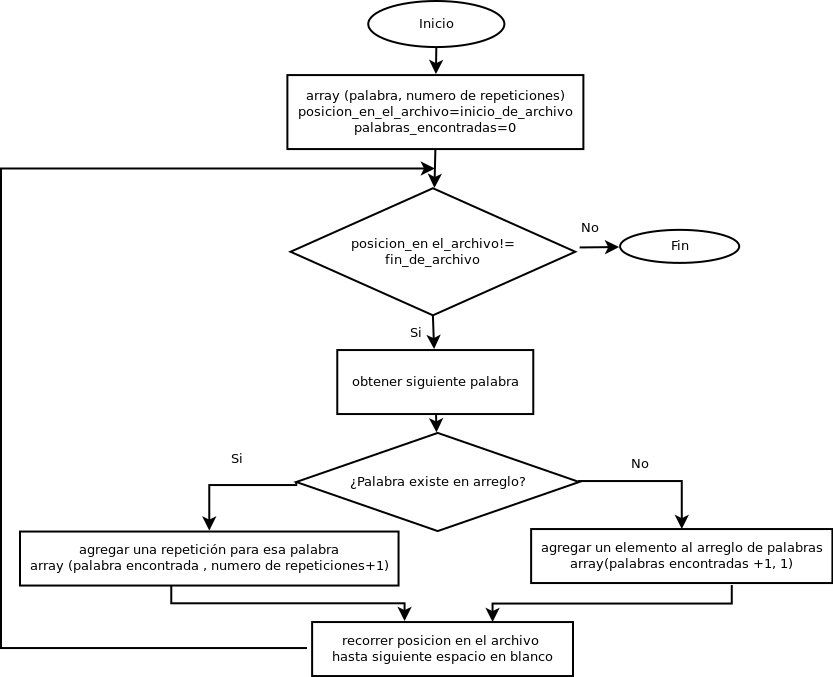 Inicio
array (palabra, numero de repeticiones)
posicion_en_el_archivo=inicio_de_archivo
palabras_encontradas=0
posicion_en el_archivo!=
fin_de_archivo
No
Fin
Si
obtener siguiente palabra
¿Palabra existe en arreglo?
Si
No
agregar una repetición para esa palabra
array (palabra encontrada , numero de repeticiones+1)
agregar un elemento al arreglo de palabras
array(palabras encontradas +1, 1)
recorrer posicion en el archivo
hasta siguiente espacio en blanco